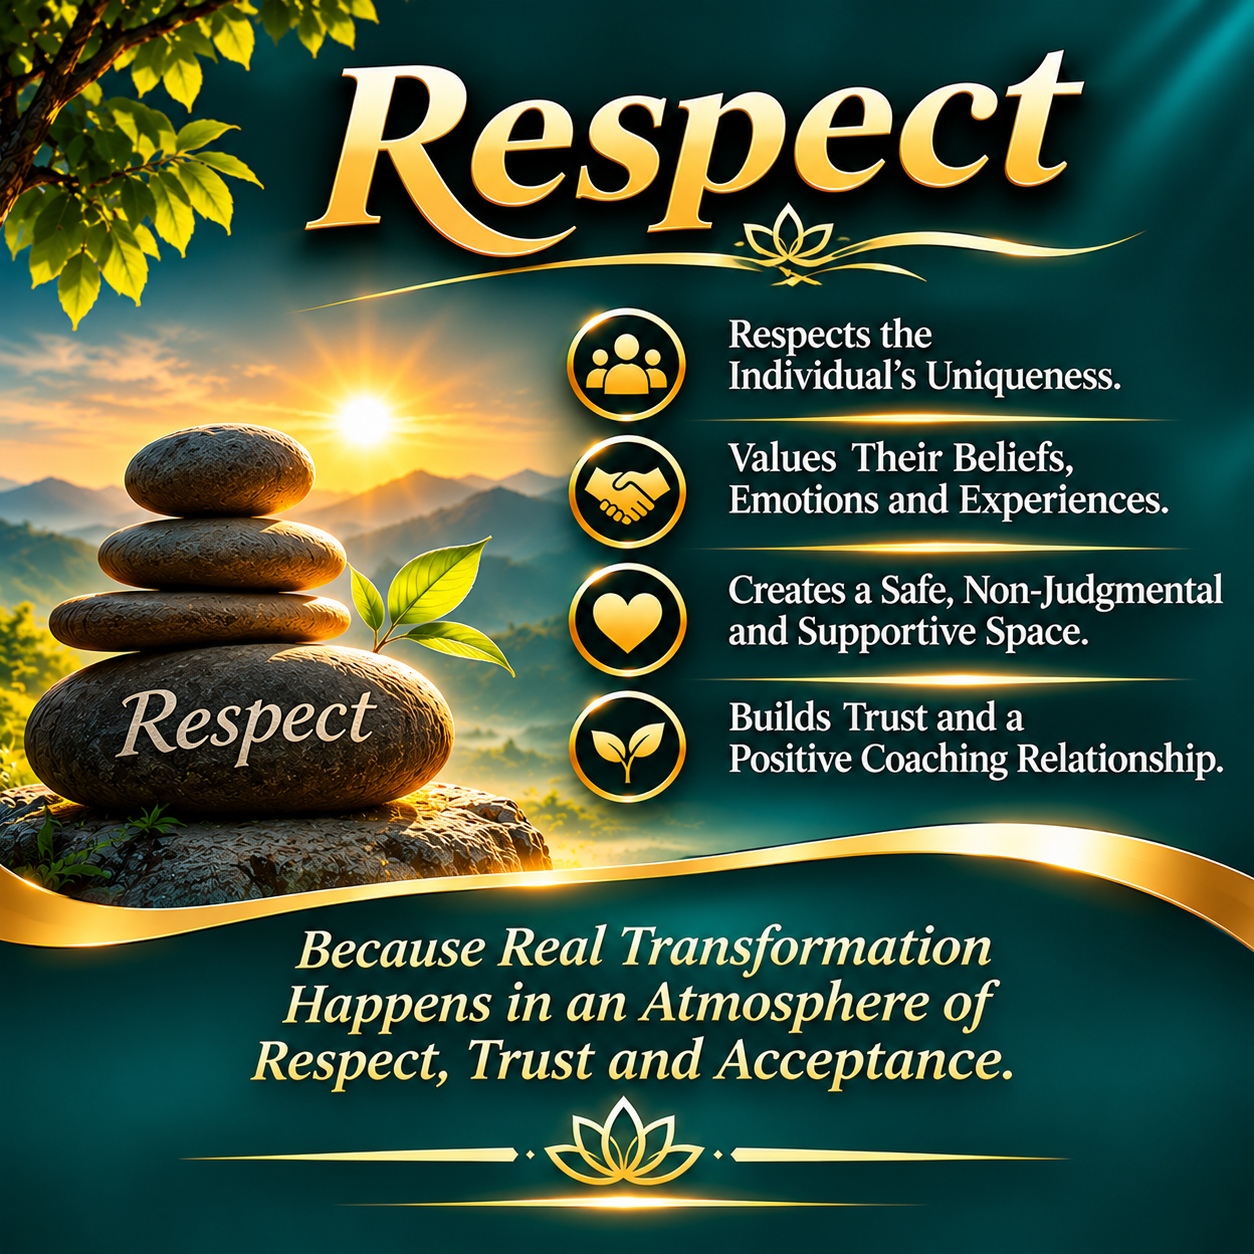 Respect
Respects the
Individual's Uniqueness.
Values Their Beliefs,
Emotions and Experiences.
Creates a Safe, Non-Judgmental
and Supportive Space.
Builds Trust and a
Positive Coaching Relationship.
Respect
Because Real Transformation
Happens in an Atmosphere of
Respect, Trust and Acceptance.